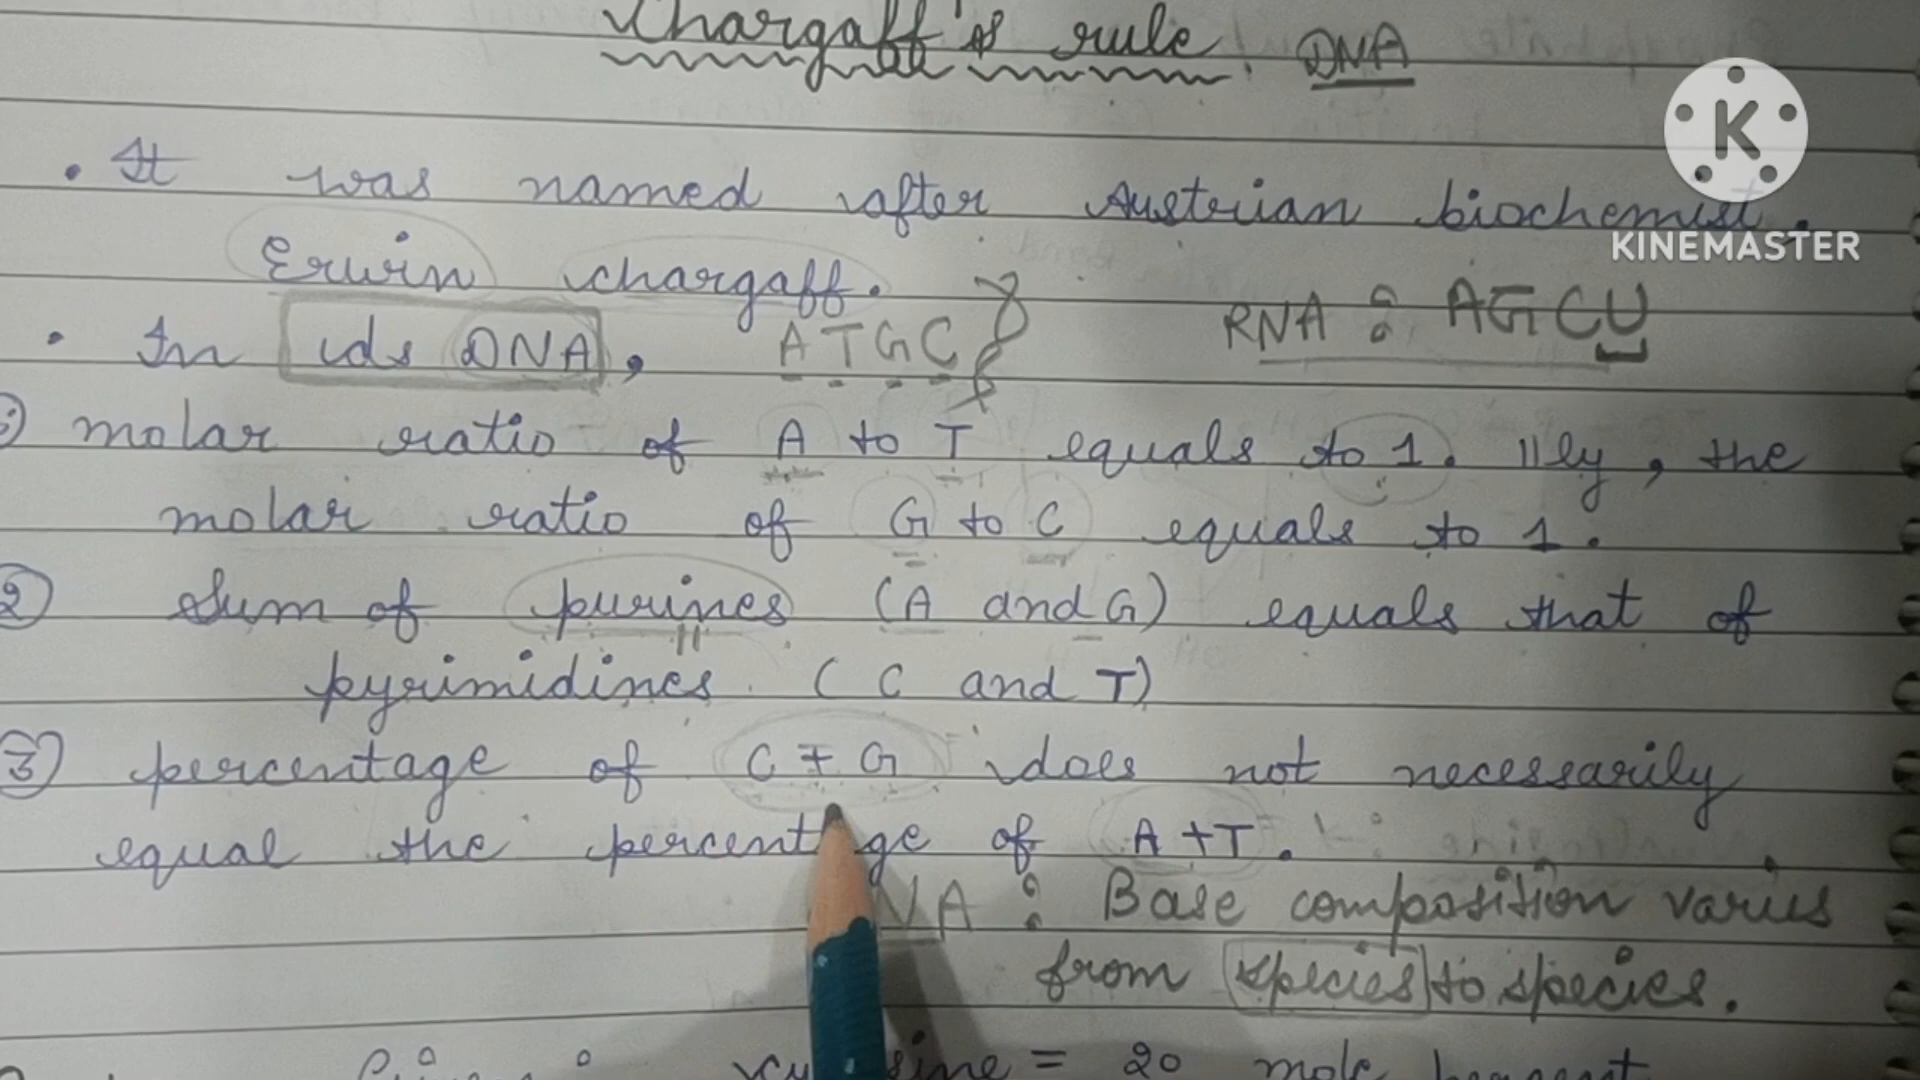 Chargaff's rule. DNA
K
KINEMASTER
• It was named after Austrian biochemist.
Erwin chargaff.
• In ds DNA, ATGC RNA : AGCU
molar ratio of A to T equals to 1. llly, the
molar ratio of G to C equals to 1.
② Sum of purines (A and G) equals that of
pyrimidines. (C and T)
③ percentage of C + G does not necessarily
equal the percentage of A + T.
NA : Base composition varies
from species to species.
= 20 mole